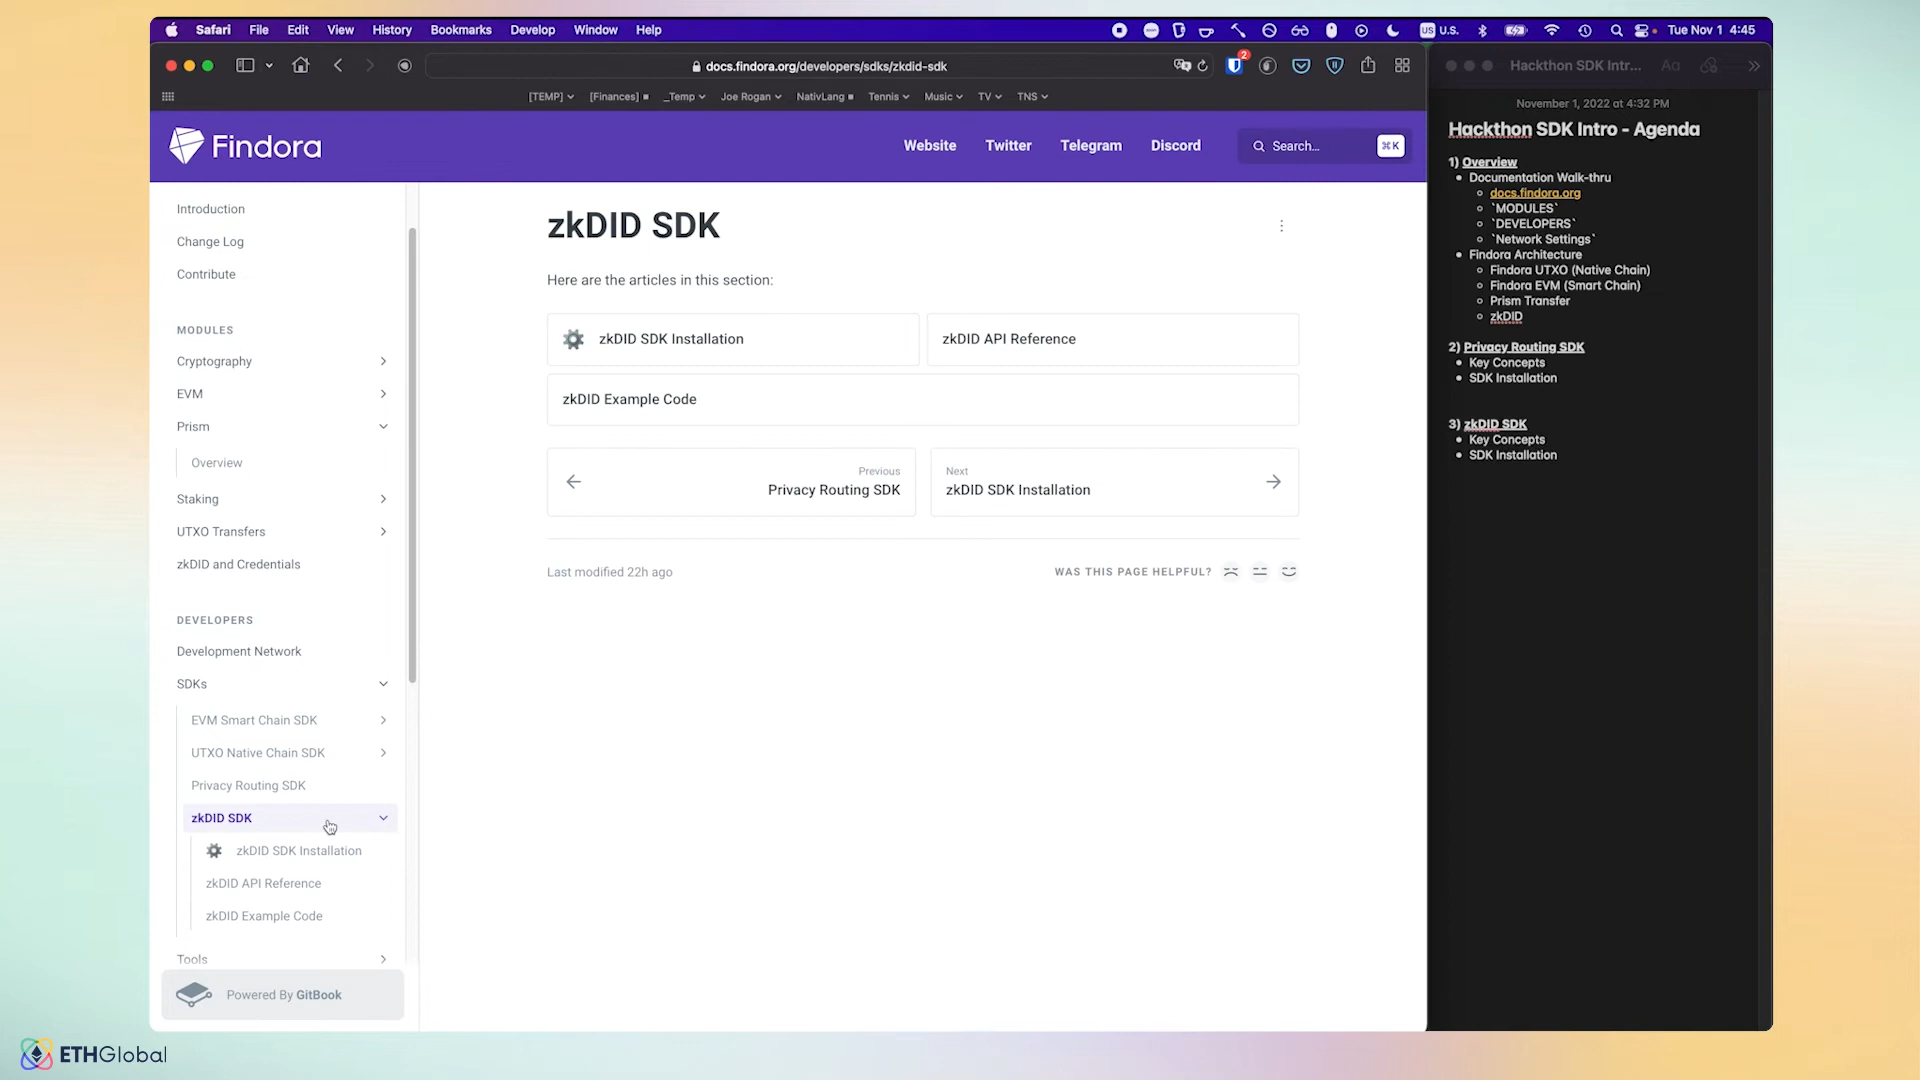 Safari File Edit View History Bookmarks Develop Window Help
US U.S.
Tue Nov 1 4:45
docs.findora.org/developers/sdks/zkdid-sdk
2
[TEMP] [Finances] _Temp Joe Rogan NativLang Tennis Music TV TNS
Findora
Website Twitter Telegram Discord
Search... ⌘K
Introduction
Change Log
Contribute
MODULES
Cryptography
EVM
Prism
Overview
Staking
UTXO Transfers
zkDID and Credentials
DEVELOPERS
Development Network
SDKs
EVM Smart Chain SDK
UTXO Native Chain SDK
Privacy Routing SDK
zkDID SDK
zkDID SDK Installation
zkDID API Reference
zkDID Example Code
Tools
Powered By GitBook
zkDID SDK
Here are the articles in this section:
zkDID SDK Installation
zkDID API Reference
zkDID Example Code
Previous
Privacy Routing SDK
Next
zkDID SDK Installation
Last modified 22h ago
WAS THIS PAGE HELPFUL?
Hackthon SDK Intr...
Aa
November 1, 2022 at 4:32 PM
Hackthon SDK Intro - Agenda
1) Overview
Documentation Walk-thru
docs.findora.org
`MODULES`
`DEVELOPERS`
`Network Settings`
Findora Architecture
Findora UTXO (Native Chain)
Findora EVM (Smart Chain)
Prism Transfer
zkDID
2) Privacy Routing SDK
Key Concepts
SDK Installation
3) zkDID SDK
Key Concepts
SDK Installation
ETHGlobal